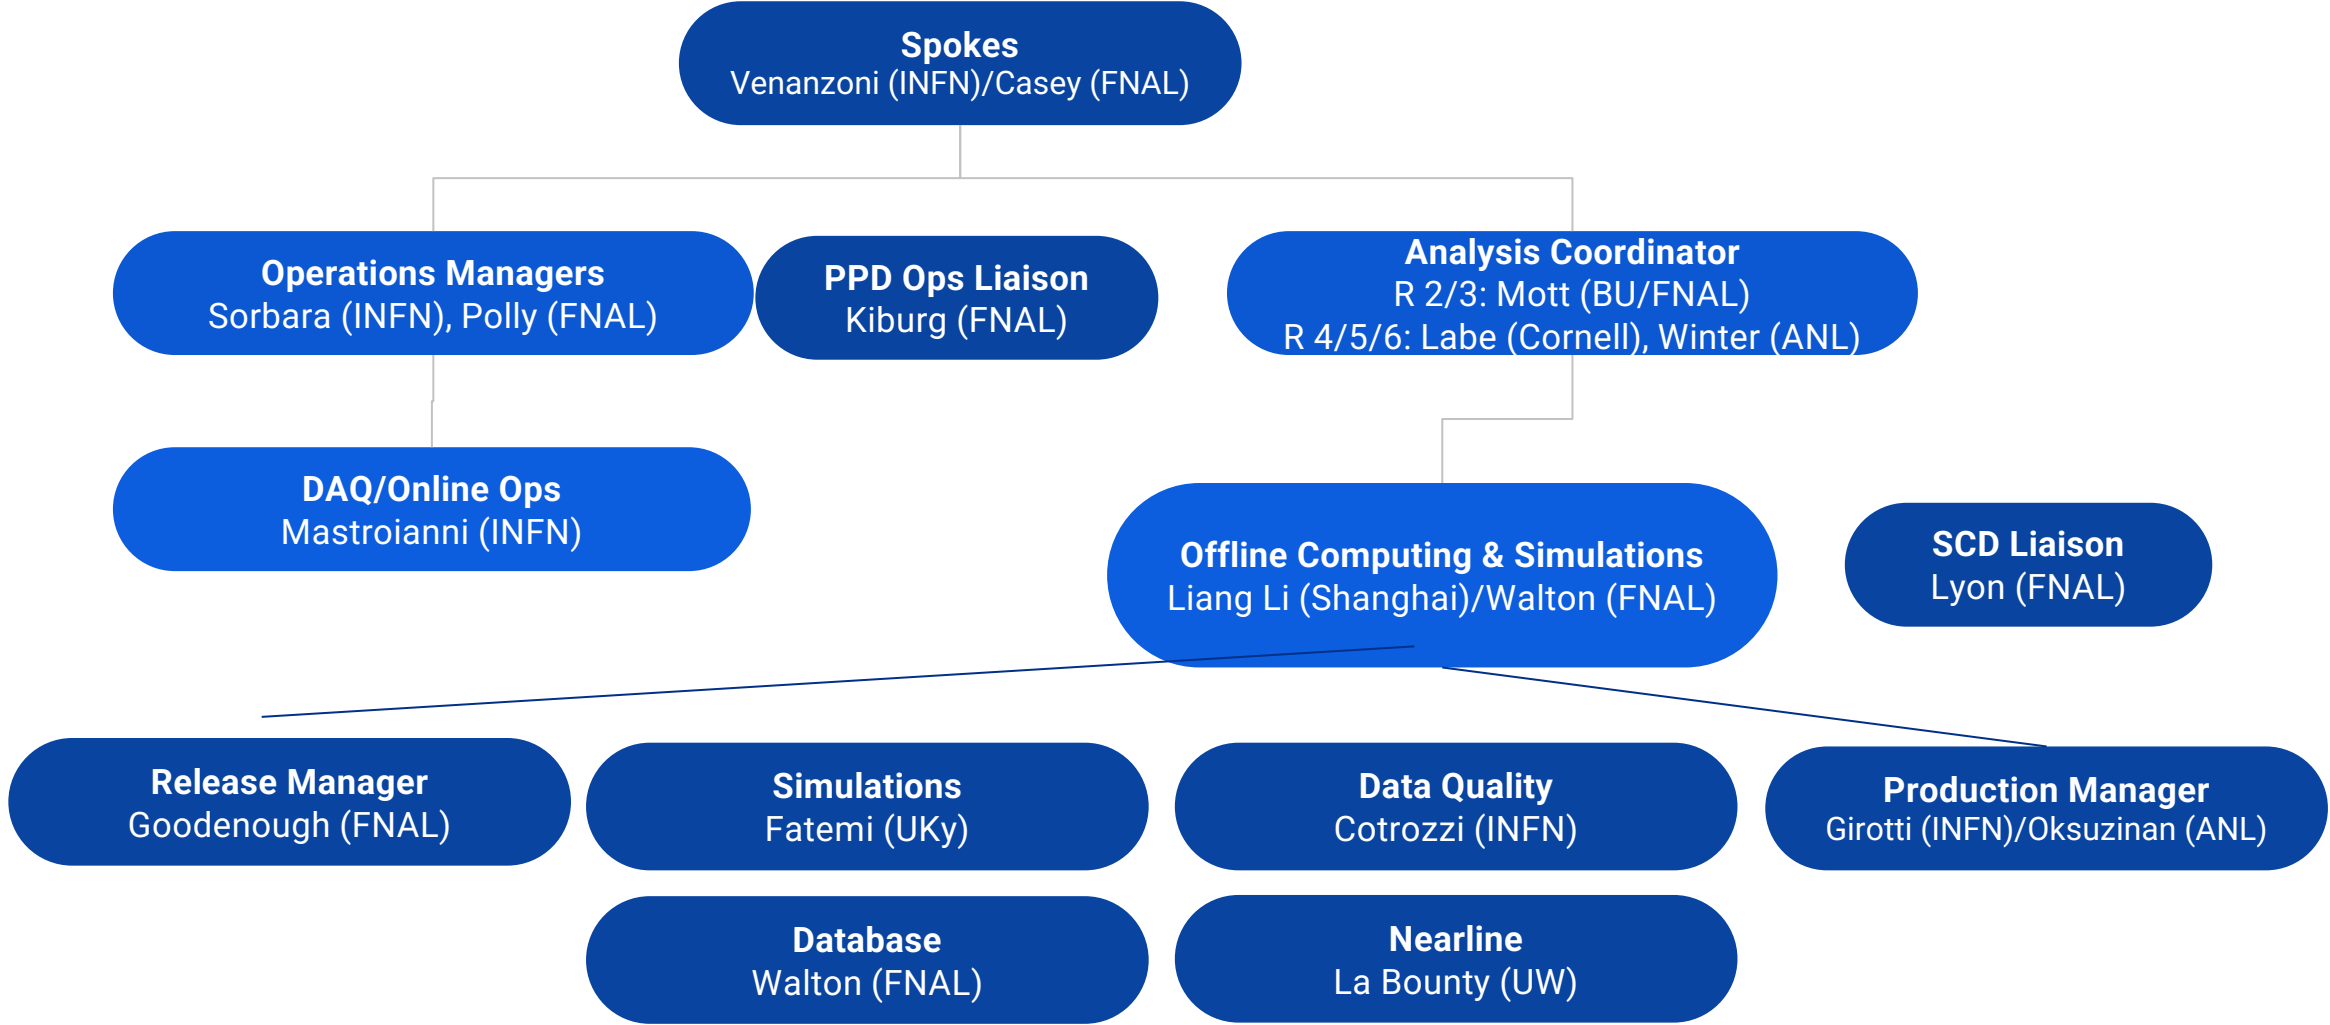 Spokes
Venanzoni (INFN)/Casey (FNAL)
Operations Managers
Sorbara (INFN), Polly (FNAL)
PPD Ops Liaison
Kiburg (FNAL)
Analysis Coordinator
R 2/3: Mott (BU/FNAL)
R 4/5/6: Labe (Cornell), Winter (ANL)
DAQ/Online Ops
Mastroianni (INFN)
Offline Computing & Simulations
Liang Li (Shanghai)/Walton (FNAL)
SCD Liaison
Lyon (FNAL)
Release Manager
Goodenough (FNAL)
Simulations
Fatemi (UKy)
Data Quality
Cotrozzi (INFN)
Production Manager
Girotti (INFN)/Oksuzinan (ANL)
Database
Walton (FNAL)
Nearline
La Bounty (UW)